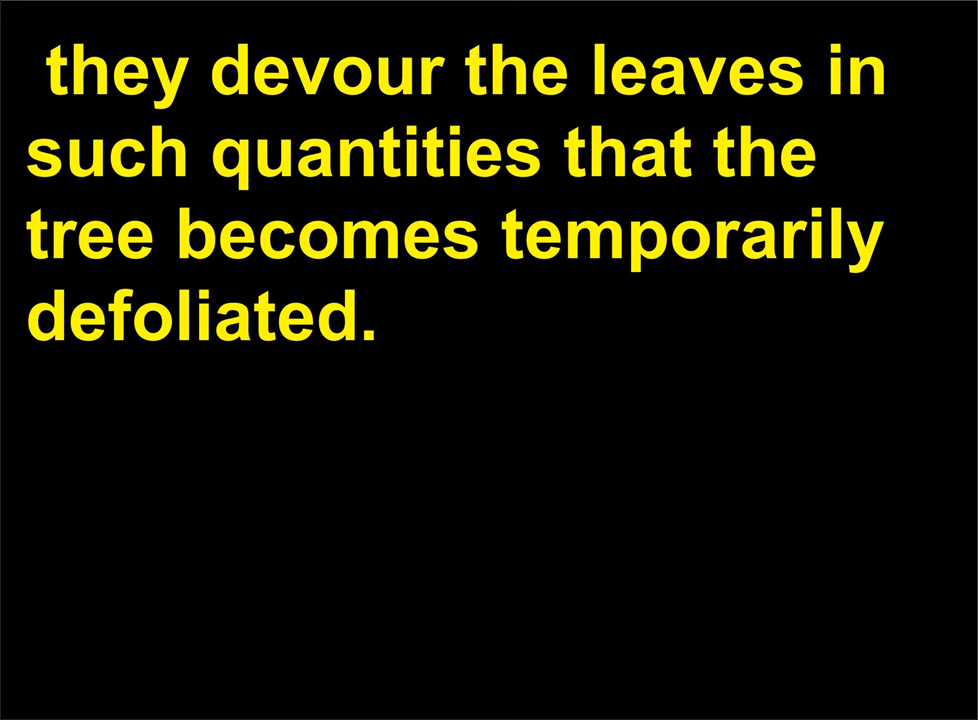 they devour the leaves in
such quantities that the
tree becomes temporarily
defoliated.